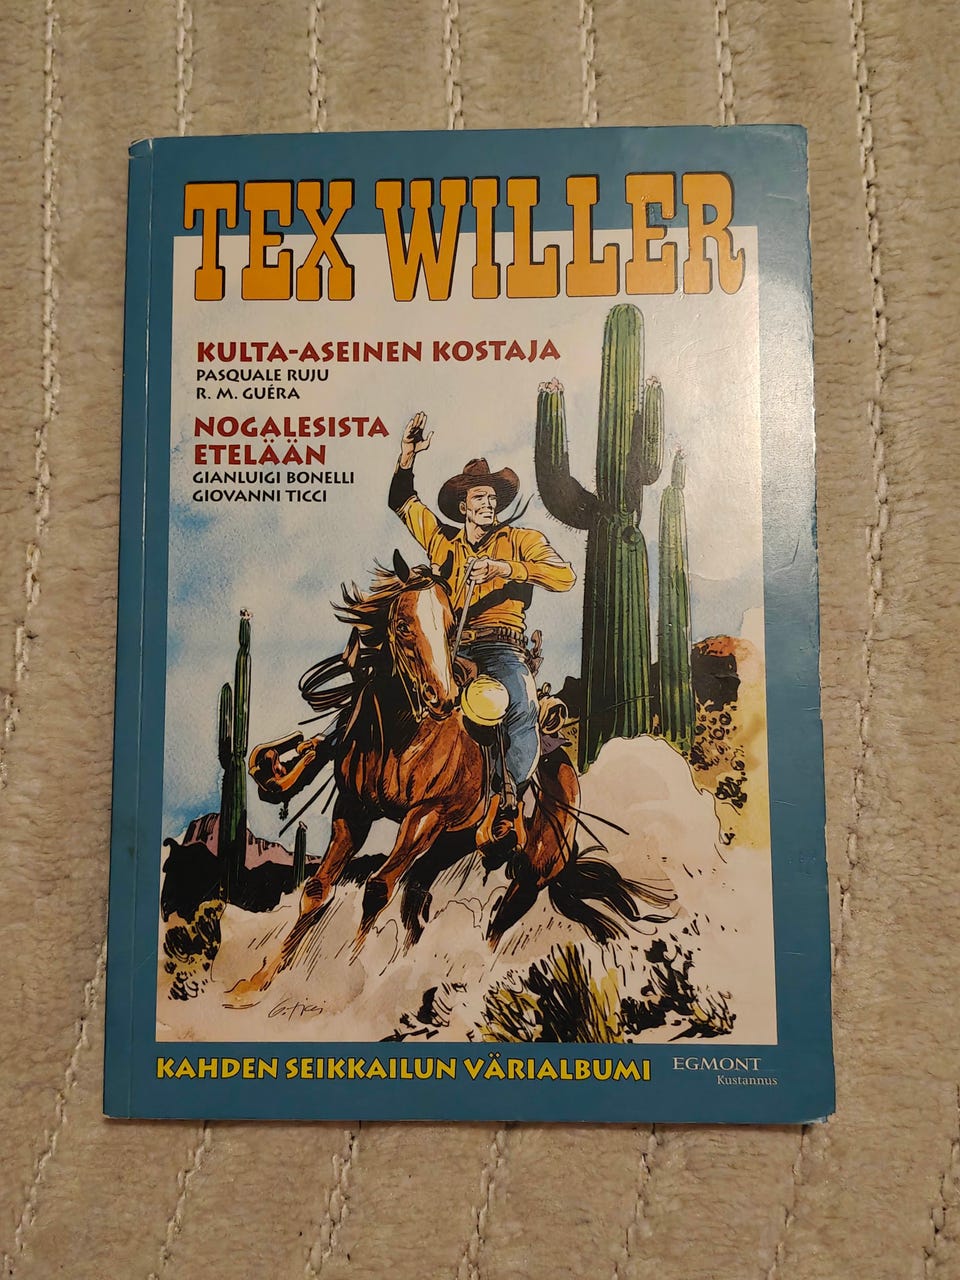 TEX WILLER
KULTA-ASEINEN KOSTAJA
PASQUALE RUJU
R. M. GUÉRA
NOGALESISTA
ETELÄÄN
GIANLUIGI BONELLI
GIOVANNI TICCI
G. Ticci
KAHDEN SEIKKAILUN VÄRIALBUMI
EGMONT
Kustannus